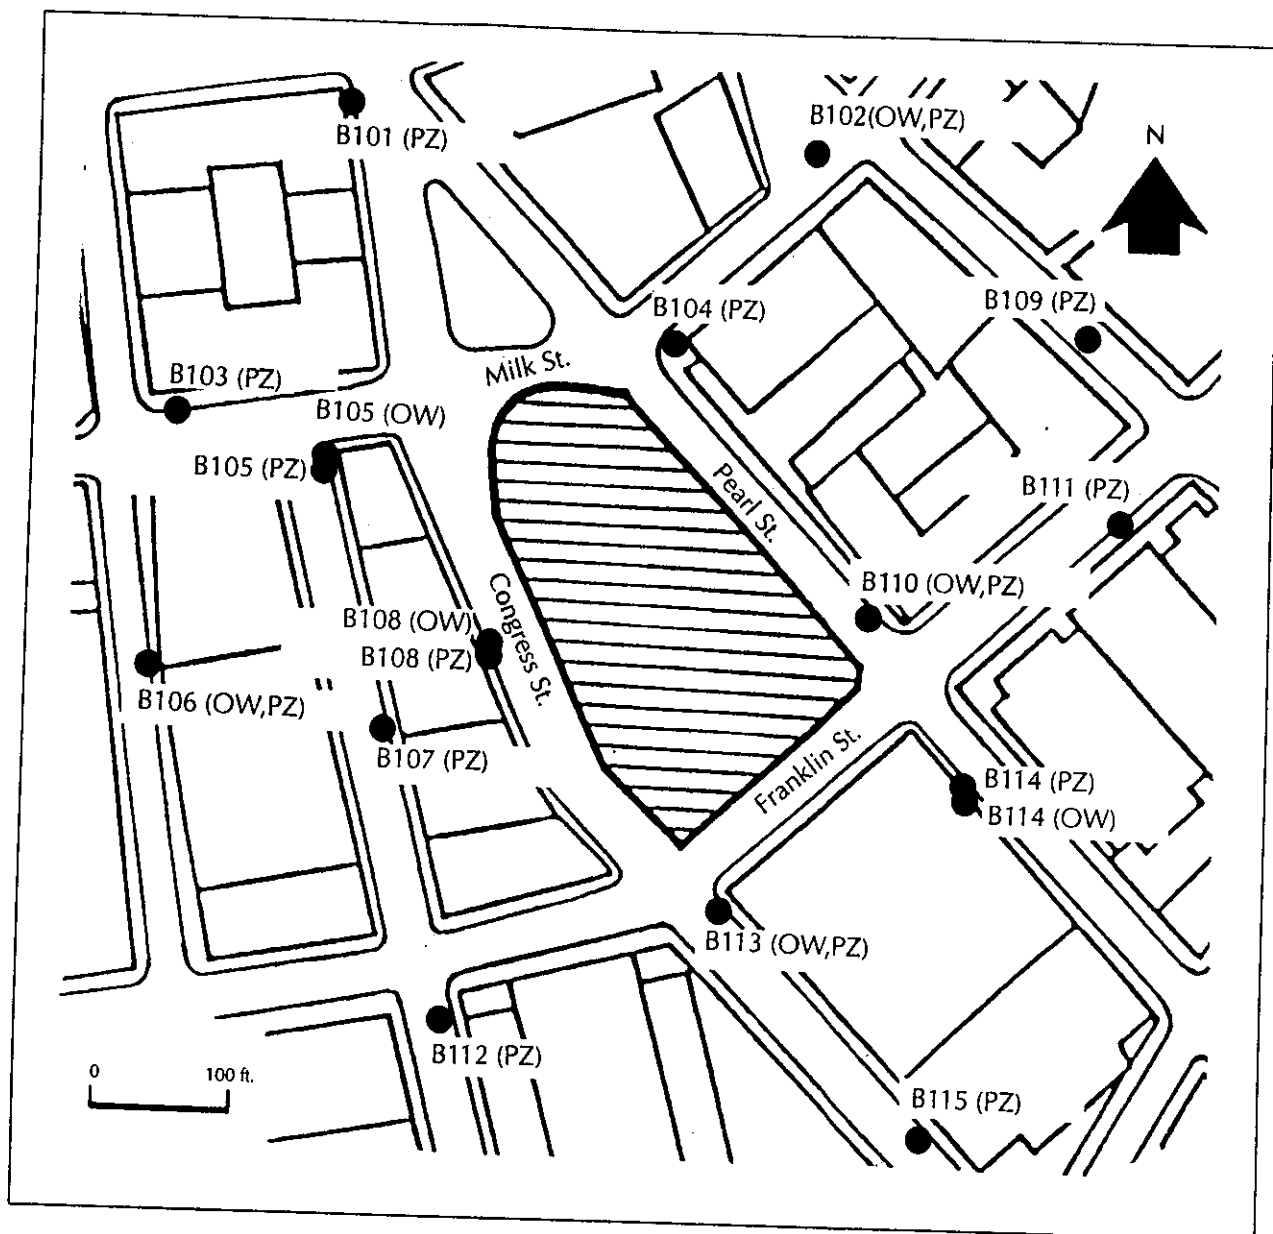 B101 (PZ)
B102(OW,PZ)
N
B104 (PZ)
B109 (PZ)
Milk St.
B103 (PZ)
B105 (OW)
B105 (PZ)
Pearl St.
B111 (PZ)
B110 (OW,PZ)
Congress St.
B108 (OW)
B108 (PZ)
B106 (OW,PZ)
B107 (PZ)
Franklin St.
B114 (PZ)
B114 (OW)
B113 (OW,PZ)
B112 (PZ)
0
100 ft.
B115 (PZ)